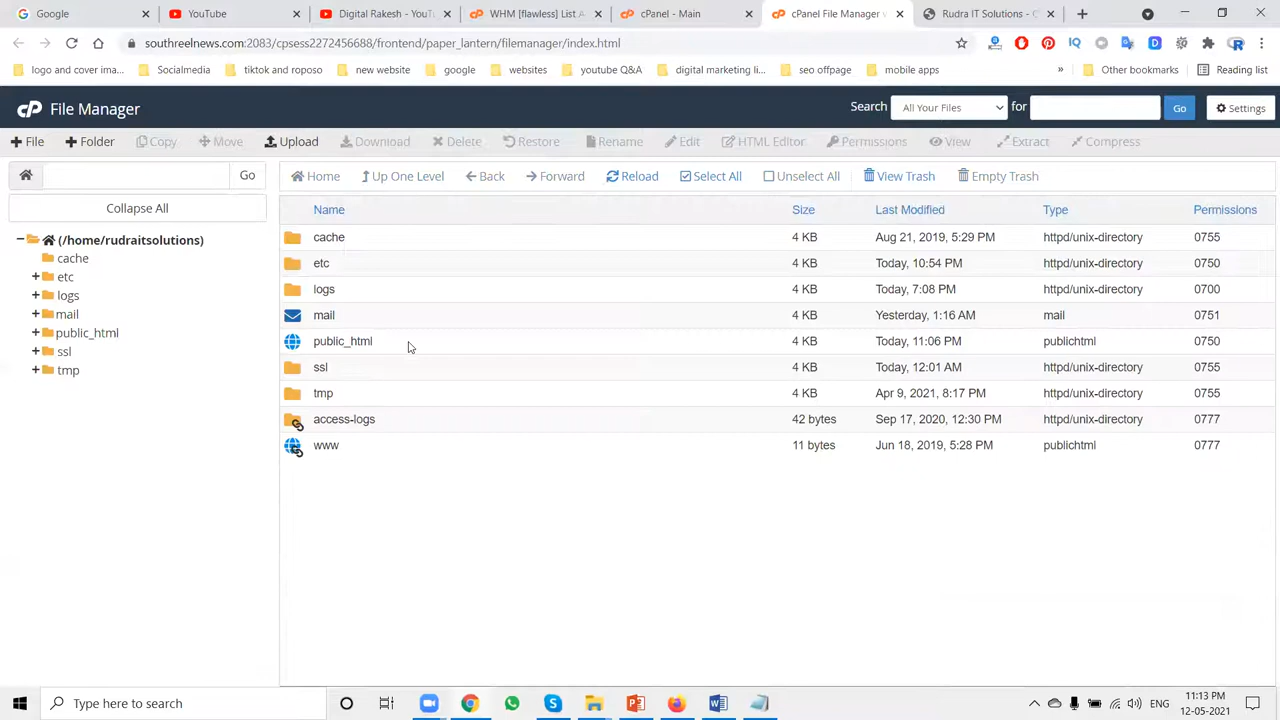 Google
YouTube
Digital Rakesh - YouT
WHM [flawless] List A
cPanel - Main
cPanel File Manager v
Rudra IT Solutions - C
southreelnews.com:2083/cpsess2272456688/frontend/paper_lantern/filemanager/index.html
logo and cover ima... Socialmedia tiktok and roposo new website google websites youtube Q&A digital marketing li... seo offpage mobile apps » Other bookmarks Reading list
cP File Manager Search All Your Files for Go Settings
File Folder Copy Move Upload Download Delete Restore Rename Edit HTML Editor Permissions View Extract Compress
Go Home Up One Level Back Forward Reload Select All Unselect All View Trash Empty Trash
Collapse All
(/home/rudraitsolutions)
cache
etc
logs
mail
public_html
ssl
tmp
Name Size Last Modified Type Permissions
cache 4 KB Aug 21, 2019, 5:29 PM httpd/unix-directory 0755
etc 4 KB Today, 10:54 PM httpd/unix-directory 0750
logs 4 KB Today, 7:08 PM httpd/unix-directory 0700
mail 4 KB Yesterday, 1:16 AM mail 0751
public_html 4 KB Today, 11:06 PM publichtml 0750
ssl 4 KB Today, 12:01 AM httpd/unix-directory 0755
tmp 4 KB Apr 9, 2021, 8:17 PM httpd/unix-directory 0755
access-logs 42 bytes Sep 17, 2020, 12:30 PM httpd/unix-directory 0777
www 11 bytes Jun 18, 2019, 5:28 PM publichtml 0777
Type here to search
ENG
11:13 PM
12-05-2021